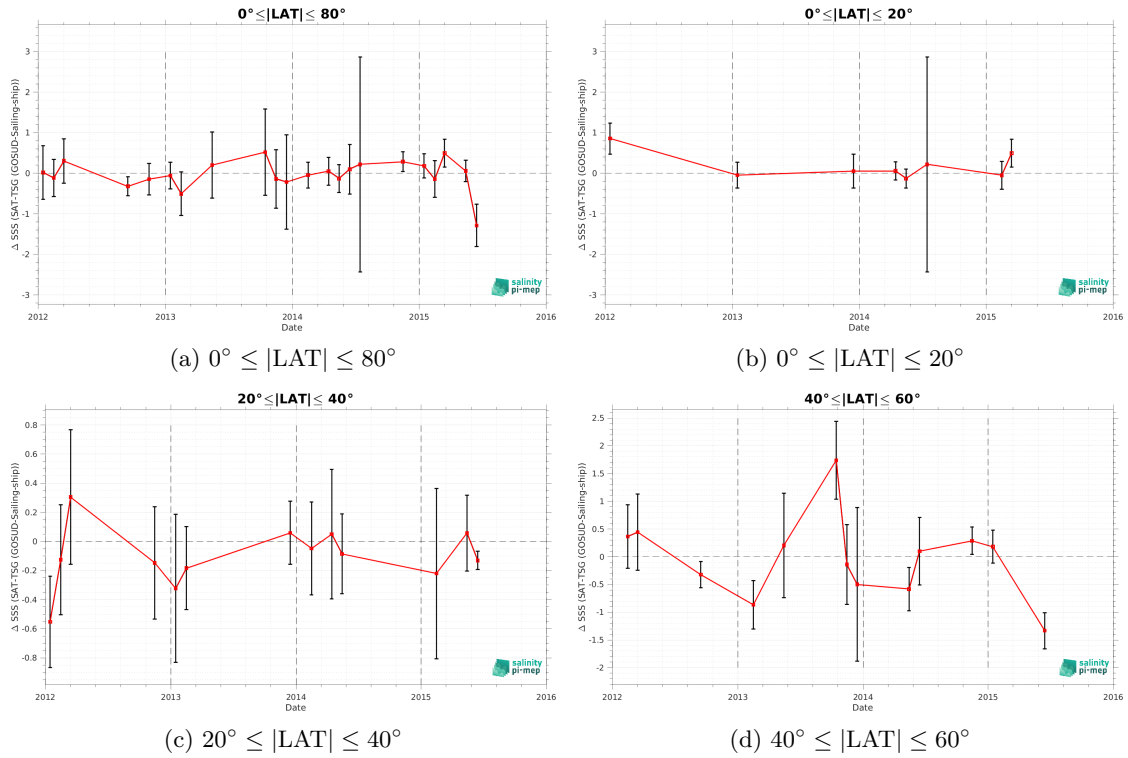 0°≤|LAT|≤ 80°
Δ SSS (SAT-TSG (GOSUD-Sailing-ship))
3
2
1
0
-1
-2
-3
2012
2013
2014
2015
2016
Date
salinity
pi-mep
(a) 0° ≤ |LAT| ≤ 80°
0°≤|LAT|≤ 20°
Δ SSS (SAT-TSG (GOSUD-Sailing-ship))
3
2
1
0
-1
-2
-3
2012
2013
2014
2015
2016
Date
salinity
pi-mep
(b) 0° ≤ |LAT| ≤ 20°
20°≤|LAT|≤ 40°
Δ SSS (SAT-TSG (GOSUD-Sailing-ship))
0.8
0.6
0.4
0.2
0
-0.2
-0.4
-0.6
-0.8
2012
2013
2014
2015
2016
Date
salinity
pi-mep
(c) 20° ≤ |LAT| ≤ 40°
40°≤|LAT|≤ 60°
Δ SSS (SAT-TSG (GOSUD-Sailing-ship))
2.5
2
1.5
1
0.5
0
-0.5
-1
-1.5
-2
2012
2013
2014
2015
2016
Date
salinity
pi-mep
(d) 40° ≤ |LAT| ≤ 60°